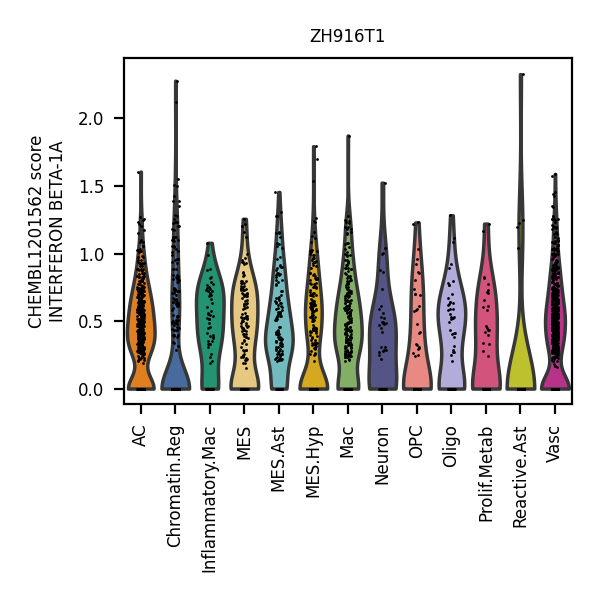 ZH916T1
CHEMBL1201562 score
INTERFERON BETA-1A
2.0
1.5
1.0
0.5
0.0
AC
Chromatin.Reg
Inflammatory.Mac
MES
MES.Ast
MES.Hyp
Mac
Neuron
OPC
Oligo
Prolif.Metab
Reactive.Ast
Vasc